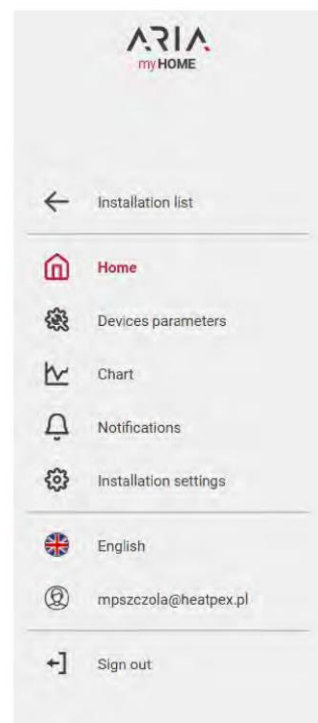 ARIA
myHOME
Installation list
Home
Devices parameters
Chart
Notifications
Installation settings
English
mpszczola@heatpex.pl
Sign out